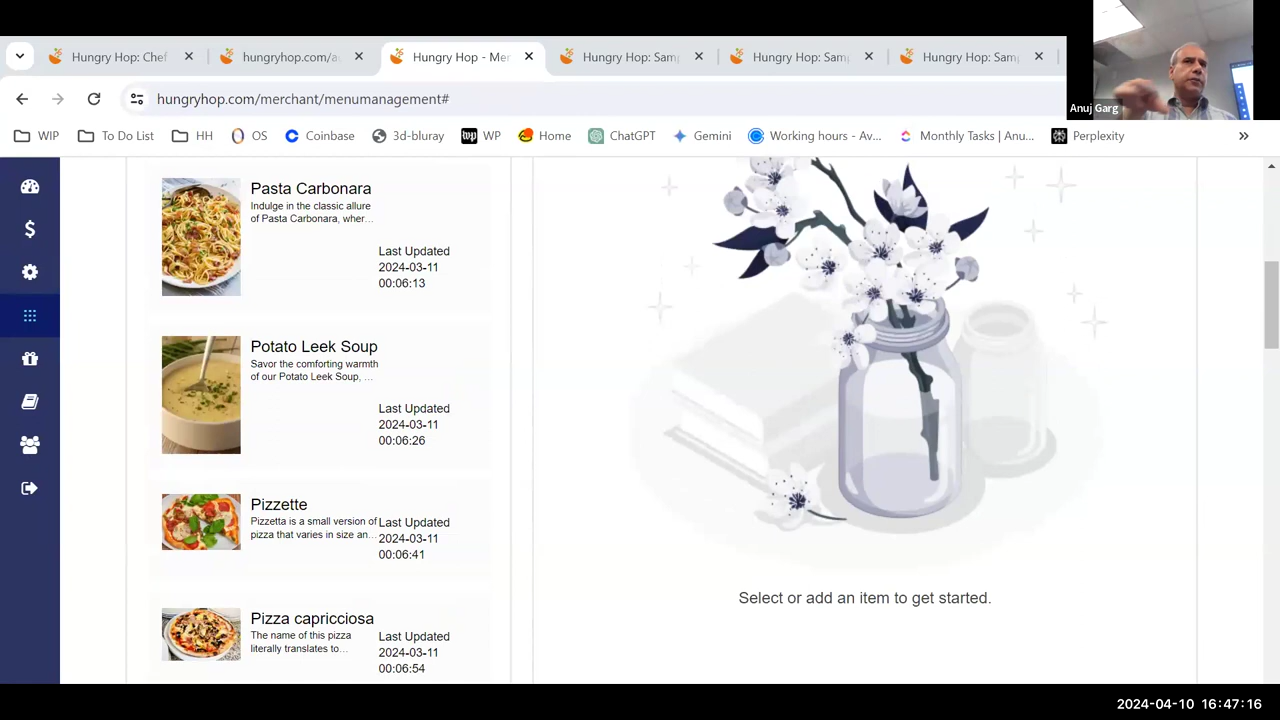 Hungry Hop: Chef
hungryhop.com/a
Hungry Hop - Mer
Hungry Hop: Samp
Hungry Hop: Samp
Hungry Hop: Samp
hungryhop.com/merchant/menumanagement#
Anuj Garg
WIP
To Do List
HH
OS
Coinbase
3d-bluray
WP
Home
ChatGPT
Gemini
Working hours - Av...
Monthly Tasks | Anu...
Perplexity
Pasta Carbonara
Indulge in the classic allure
of Pasta Carbonara, wher...
Last Updated
2024-03-11
00:06:13
Potato Leek Soup
Savor the comforting warmth
of our Potato Leek Soup, ...
Last Updated
2024-03-11
00:06:26
Pizzette
Pizzetta is a small version of
pizza that varies in size an...
Last Updated
2024-03-11
00:06:41
Pizza capricciosa
The name of this pizza
literally translates to...
Last Updated
2024-03-11
00:06:54
Select or add an item to get started.
2024-04-10 16:47:16